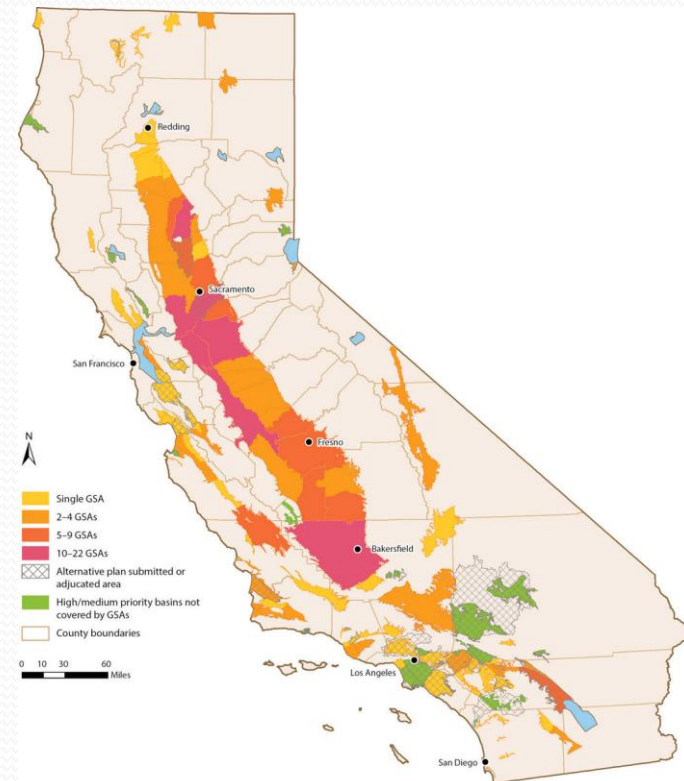 Redding
Sacramento
San Francisco
Fresno
N
Single GSA
2–4 GSAs
5–9 GSAs
10–22 GSAs
Alternative plan submitted or
adjucated area
High/medium priority basins not
covered by GSAs
County boundaries
Bakersfield
0 10 30 60
Miles
Los Angeles
San Diego